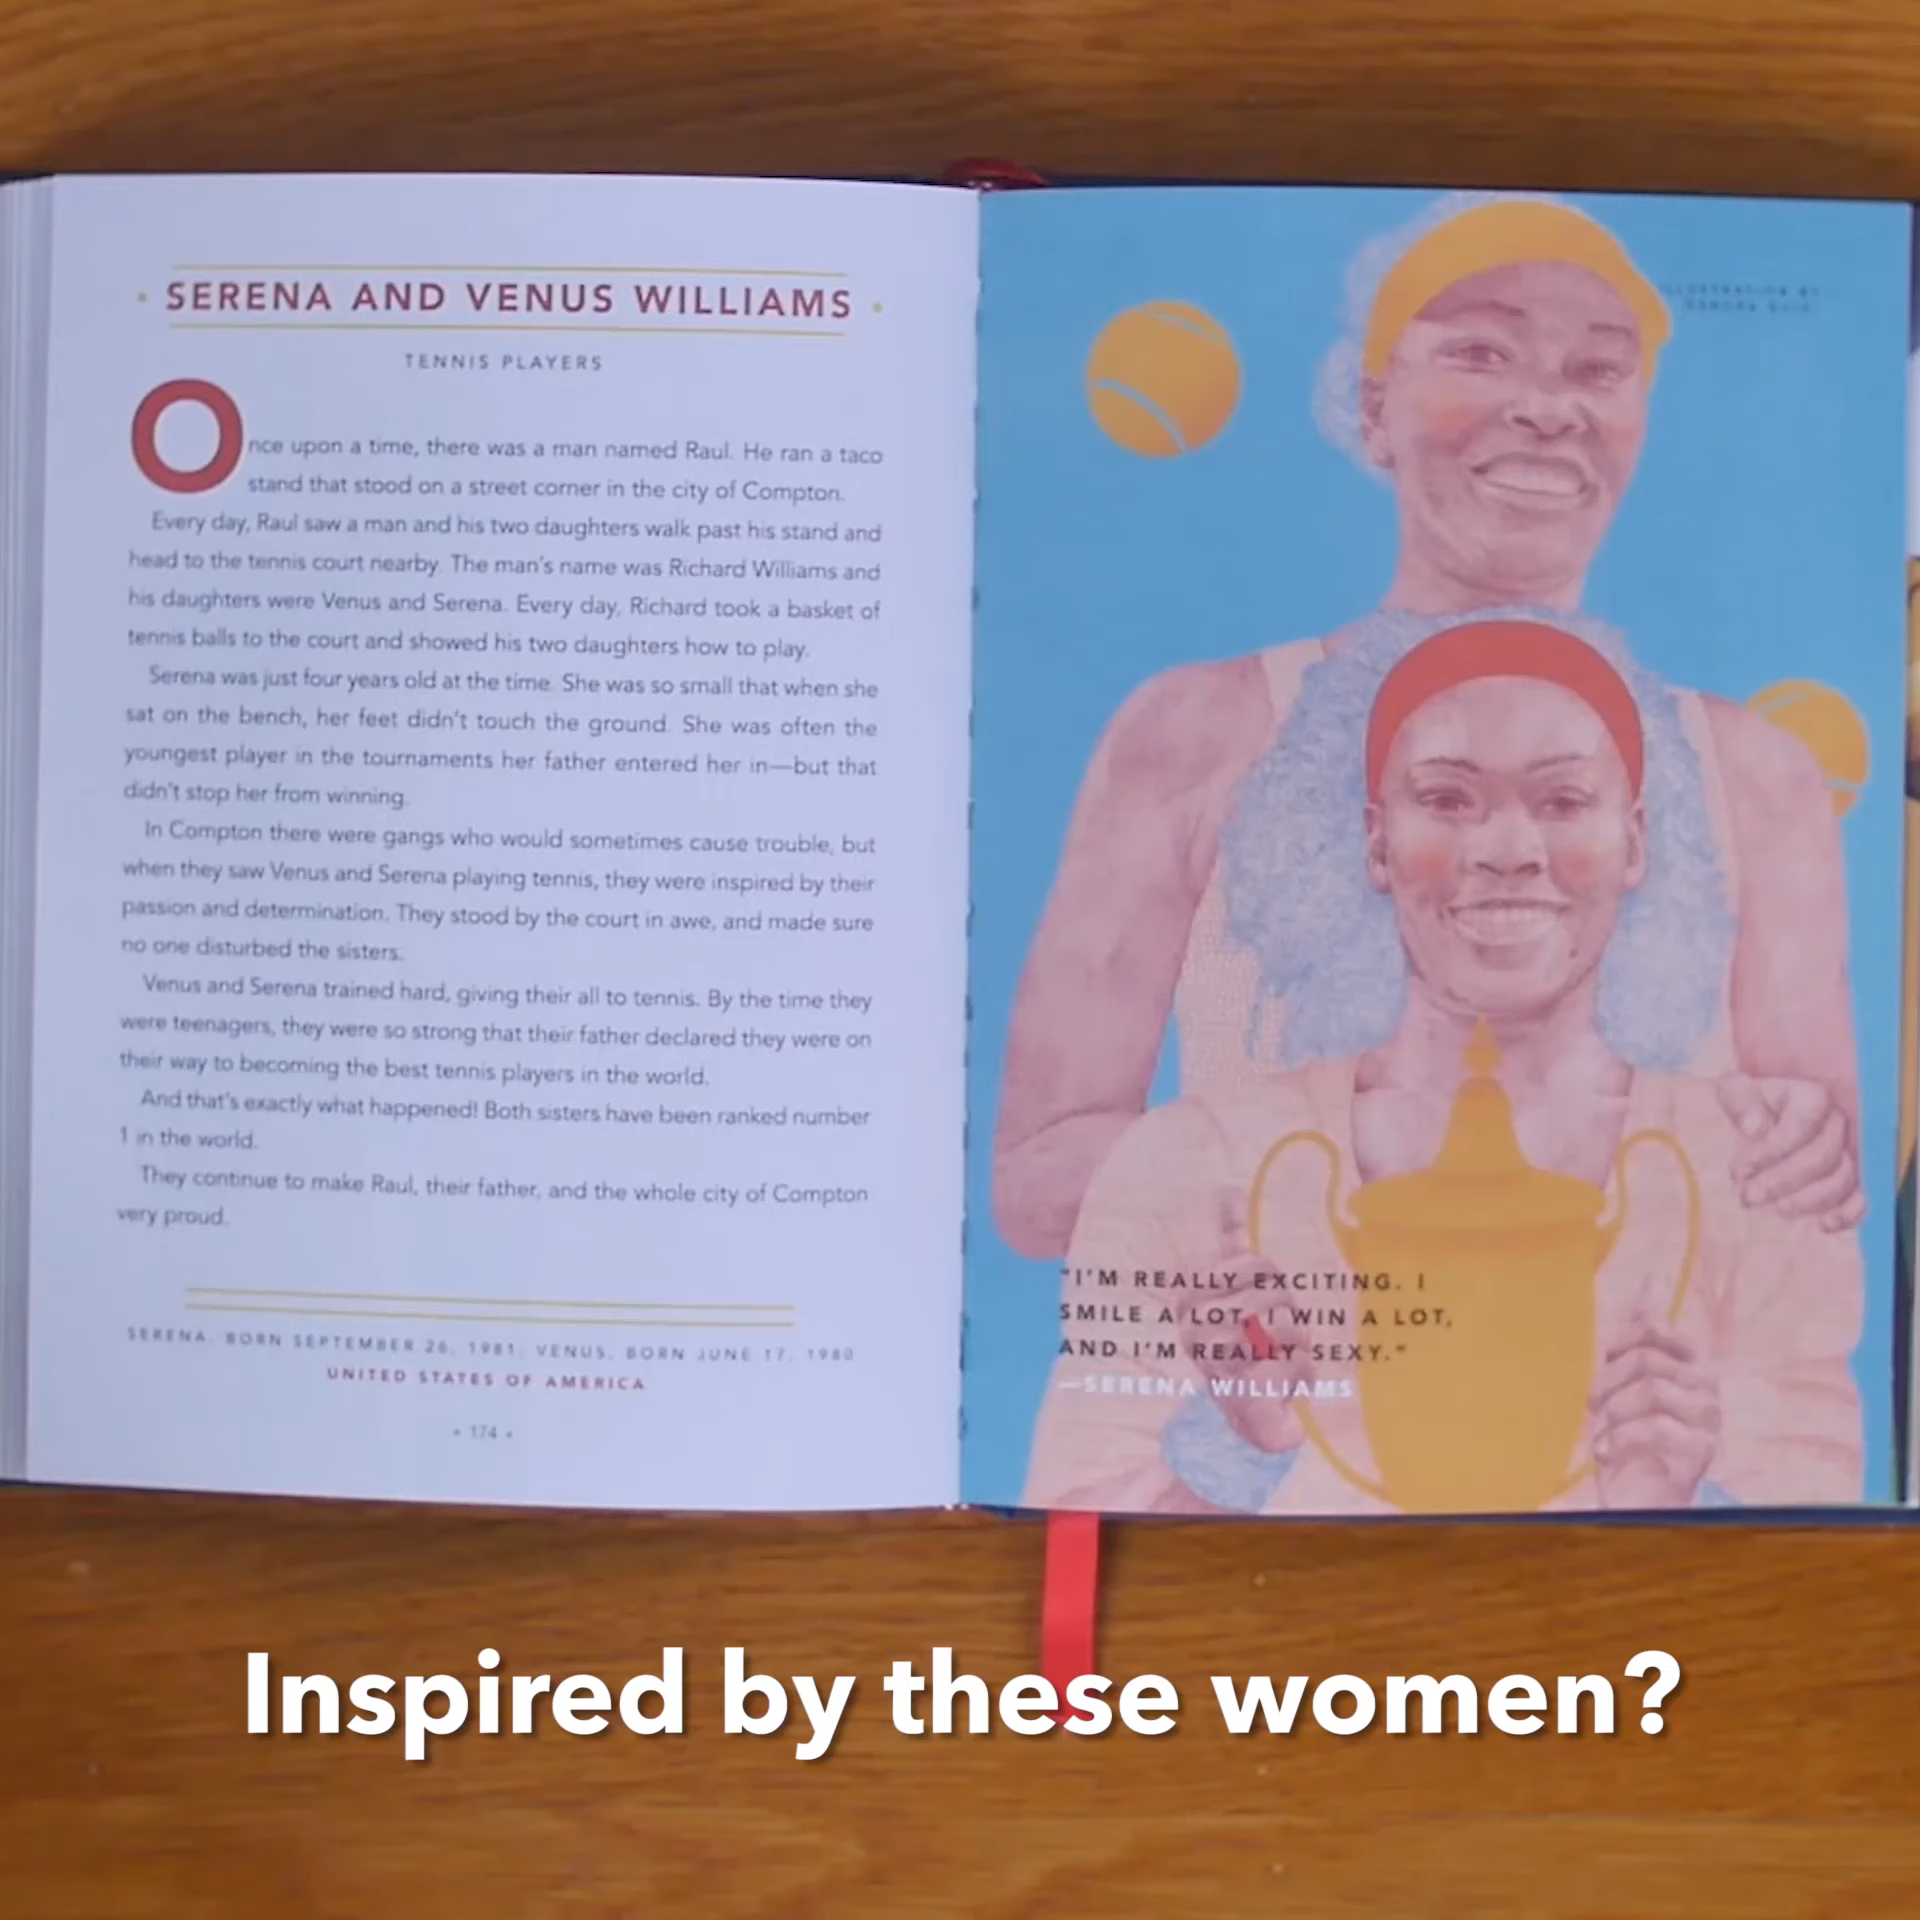 SERENA AND VENUS WILLIAMS
TENNIS PLAYERS
Once upon a time, there was a man named Raul. He ran a taco
stand that stood on a street corner in the city of Compton.
Every day, Raul saw a man and his two daughters walk past his stand and
head to the tennis court nearby. The man's name was Richard Williams and
his daughters were Venus and Serena. Every day, Richard took a basket of
tennis balls to the court and showed his two daughters how to play.
Serena was just four years old at the time. She was so small that when she
sat on the bench, her feet didn't touch the ground. She was often the
youngest player in the tournaments her father entered her in—but that
didn't stop her from winning.
In Compton there were gangs who would sometimes cause trouble, but
when they saw Venus and Serena playing tennis, they were inspired by their
passion and determination. They stood by the court in awe, and made sure
no one disturbed the sisters.
Venus and Serena trained hard, giving their all to tennis. By the time they
were teenagers, they were so strong that their father declared they were on
their way to becoming the best tennis players in the world.
And that's exactly what happened! Both sisters have been ranked number
1 in the world.
They continue to make Raul, their father, and the whole city of Compton
very proud.
SERENA, BORN SEPTEMBER 26, 1981; VENUS, BORN JUNE 17, 1980
UNITED STATES OF AMERICA
• 174 •
ILLUSTRATION BY
"I'M REALLY EXCITING. I
SMILE A LOT, I WIN A LOT,
AND I'M REALLY SEXY."
—SERENA WILLIAMS
Inspired by these women?